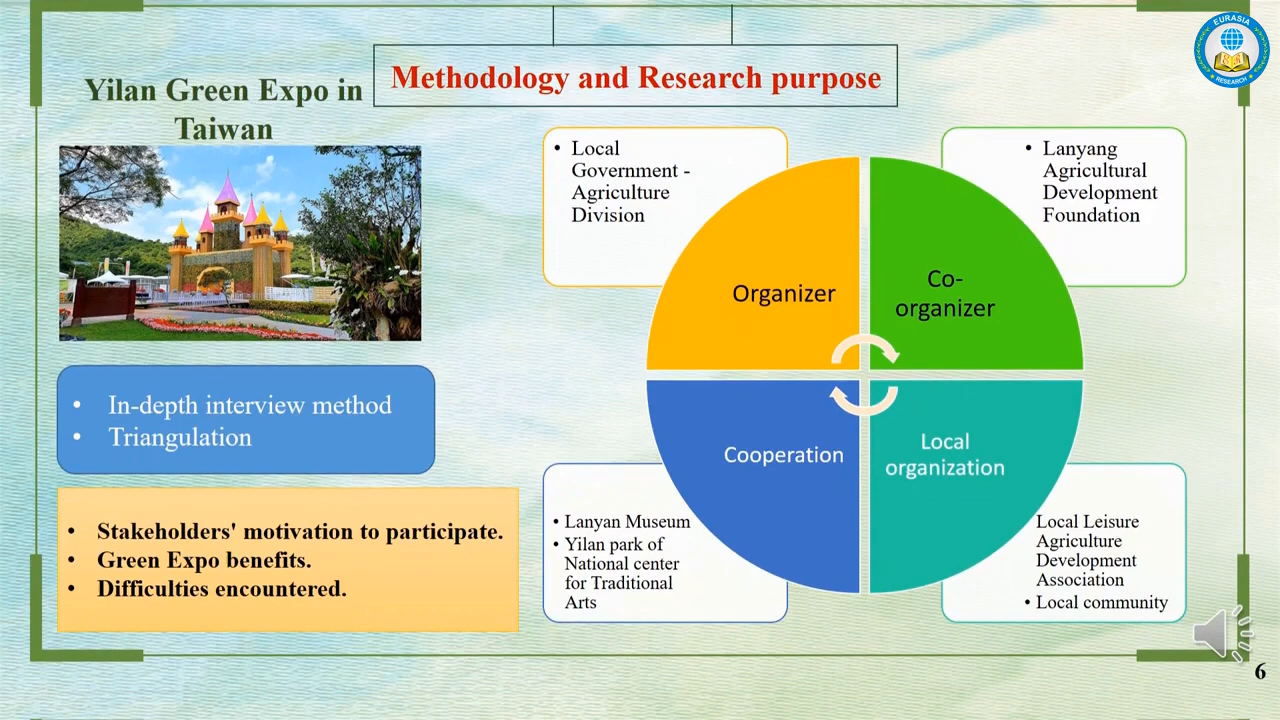 EURASIA
RESEARCH
Methodology and Research purpose
Yilan Green Expo in
Taiwan
• In-depth interview method
• Triangulation
• Stakeholders' motivation to participate.
• Green Expo benefits.
• Difficulties encountered.
• Local
Government -
Agriculture
Division
Organizer
• Lanyang
Agricultural
Development
Foundation
Co-
organizer
Cooperation
• Lanyan Museum
• Yilan park of
National center
for Traditional
Arts
Local
organization
Local Leisure
Agriculture
Development
Association
• Local community
6